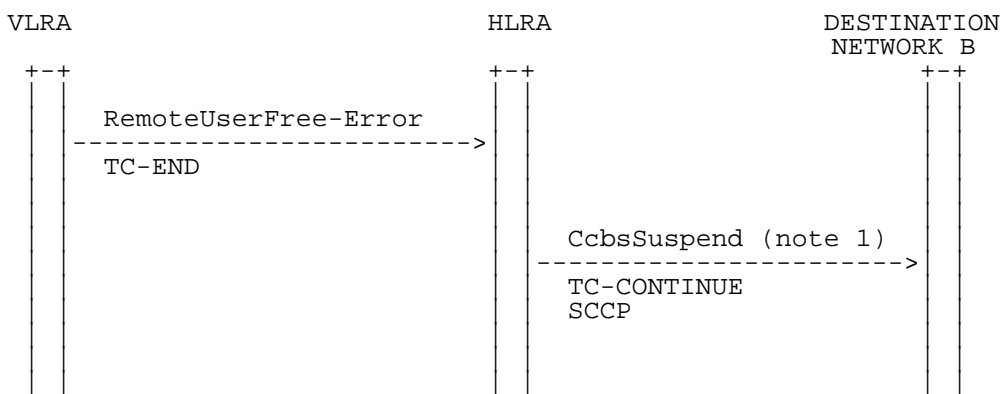 VLRA HLRA DESTINATION
NETWORK B
RemoteUserFree-Error
TC-END
CcbsSuspend (note 1)
TC-CONTINUE
SCCP